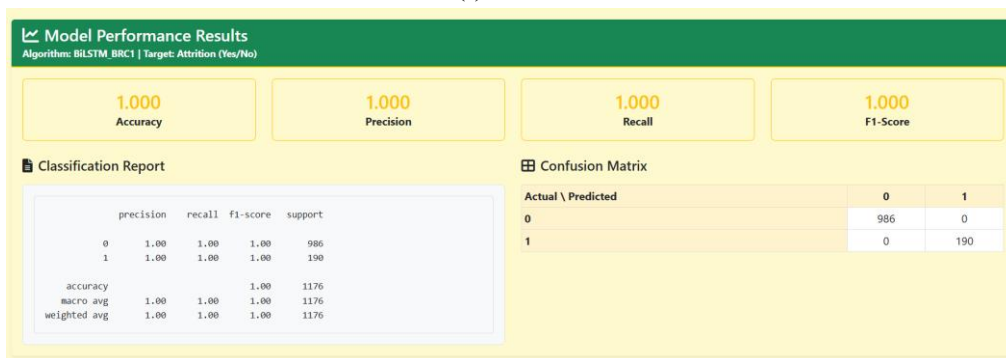 Model Performance Results
Algorithm: BiLSTM_BRC1 | Target: Attrition (Yes/No)
1.000
Accuracy
1.000
Precision
1.000
Recall
1.000
F1-Score
Classification Report
precision recall f1-score support
0 1.00 1.00 1.00 986
1 1.00 1.00 1.00 190
accuracy 1.00 1176
macro avg 1.00 1.00 1.00 1176
weighted avg 1.00 1.00 1.00 1176
Confusion Matrix
Actual \ Predicted 0 1
0 986 0
1 0 190